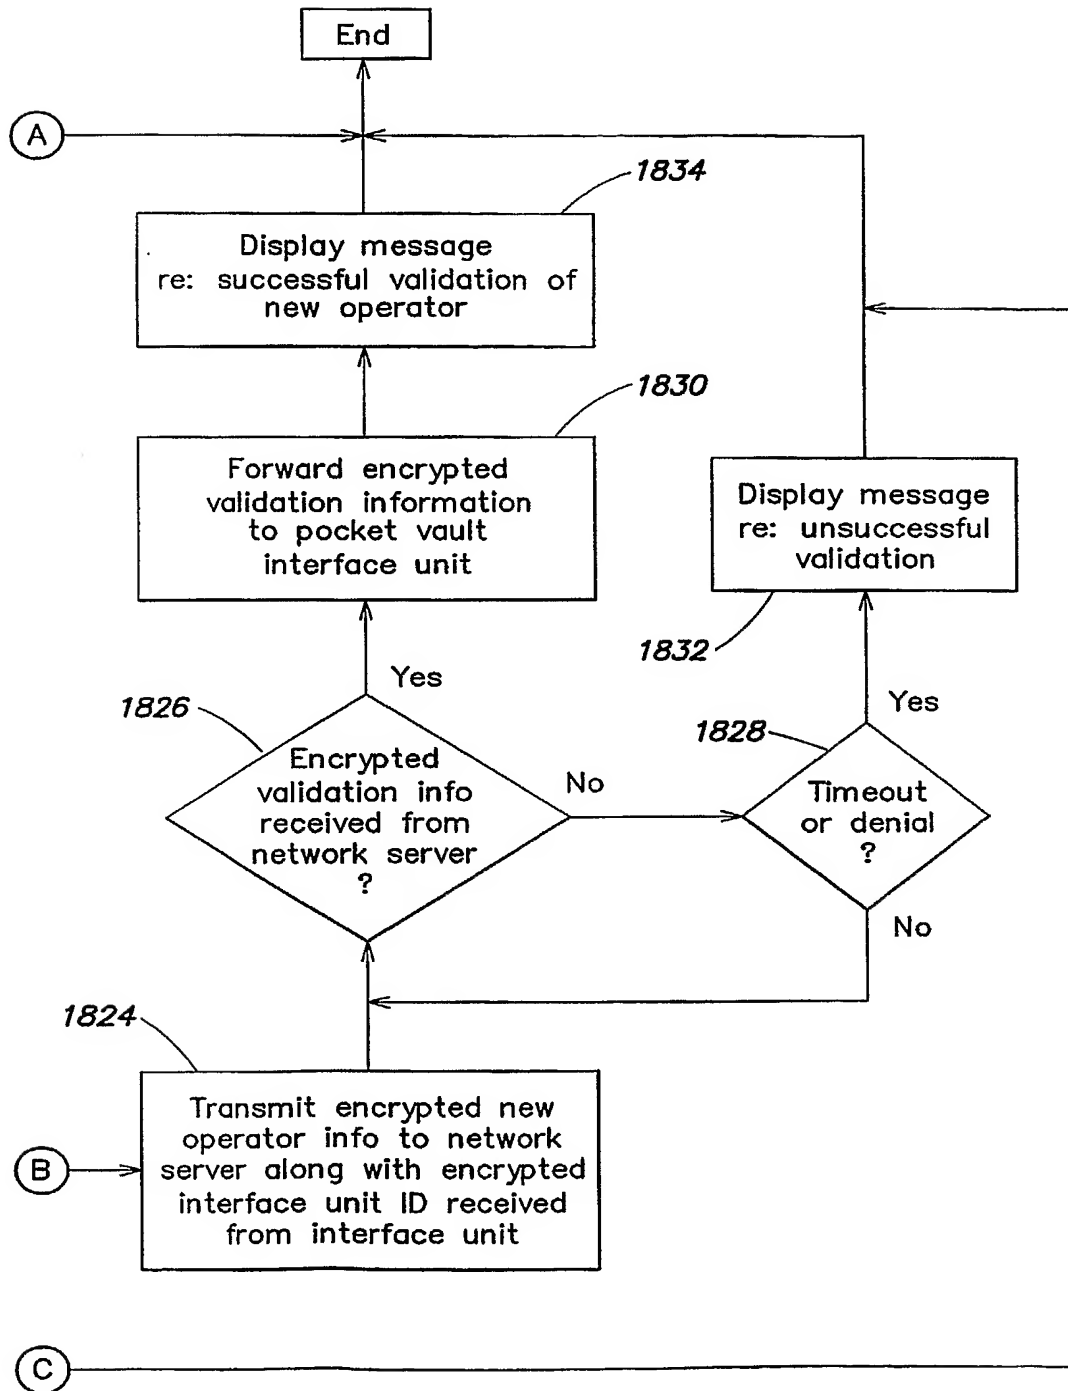 End
A
1834
Display message
re: successful validation of
new operator
1830
Forward encrypted
validation information
to pocket vault
interface unit
Display message
re: unsuccessful
validation
1832
Yes
1826
Encrypted
validation info
received from
network server
?
No
Yes
1828
Timeout
or denial
?
No
1824
Transmit encrypted new
operator info to network
server along with encrypted
interface unit ID received
from interface unit
B
C